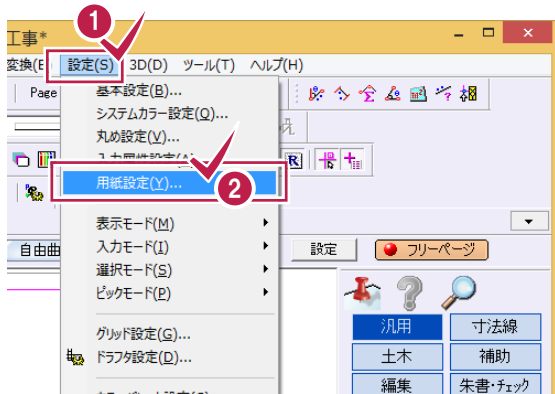 1
工事*
変換(E) 設定(S) 3D(D) ツール(T) ヘルプ(H)
Page
基本設定(B)...
システムカラー設定(O)...
丸め設定(V)...
用紙設定(Y)...
2
表示モード(M)
入力モード(I)
選択モード(S)
ピックモード(P)
グリッド設定(G)...
ドラフタ設定(D)...
自由曲
設定
フリーページ
汎用
寸法線
土木
補助
編集
朱書・チェック